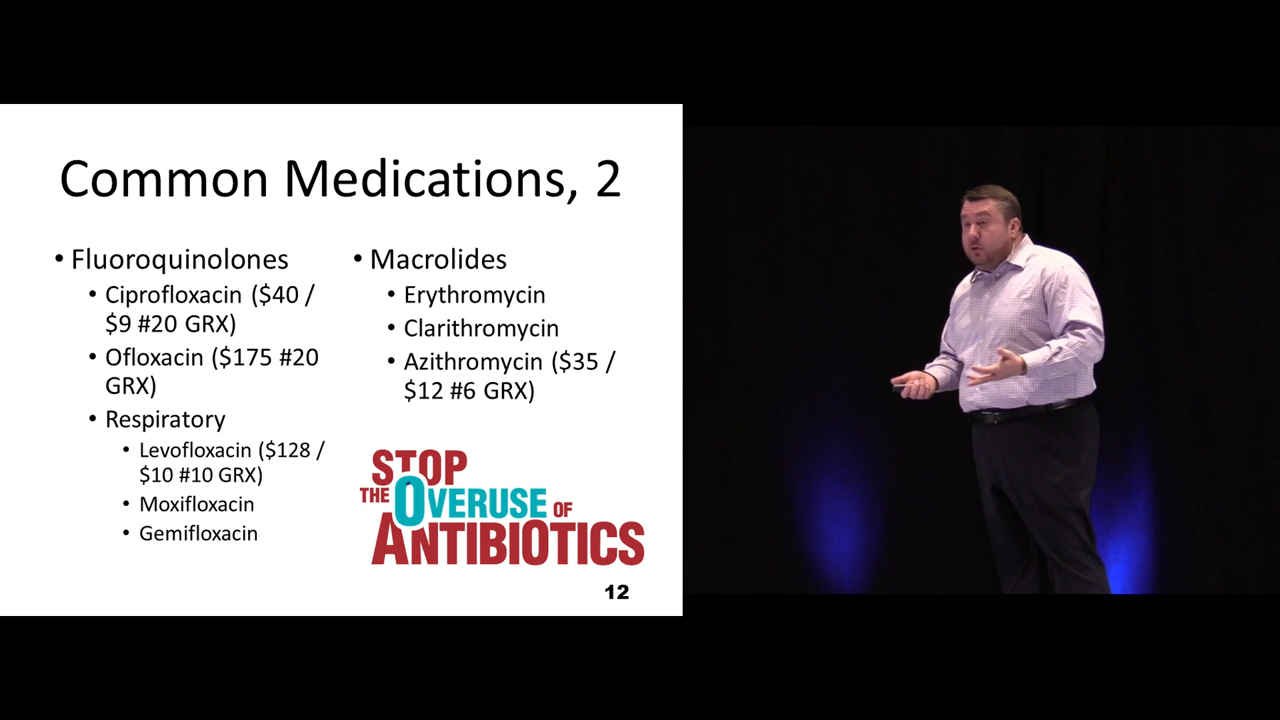 Common Medications, 2
• Fluoroquinolones
• Ciprofloxacin ($40 /
$9 #20 GRX)
• Ofloxacin ($175 #20
GRX)
• Respiratory
• Levofloxacin ($128 /
$10 #10 GRX)
• Moxifloxacin
• Gemifloxacin
• Macrolides
• Erythromycin
• Clarithromycin
• Azithromycin ($35 /
$12 #6 GRX)
STOP
THE OVERUSE OF
ANTIBIOTICS
12